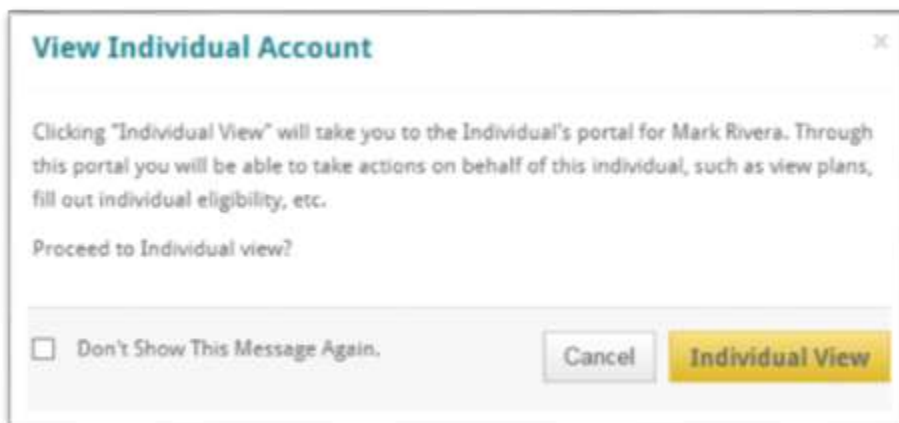 View Individual Account
×
Clicking "Individual View" will take you to the Individual's portal for Mark Rivera. Through
this portal you will be able to take actions on behalf of this individual, such as view plans,
fill out individual eligibility, etc.
Proceed to Individual view?
Don't Show This Message Again.
Cancel
Individual View